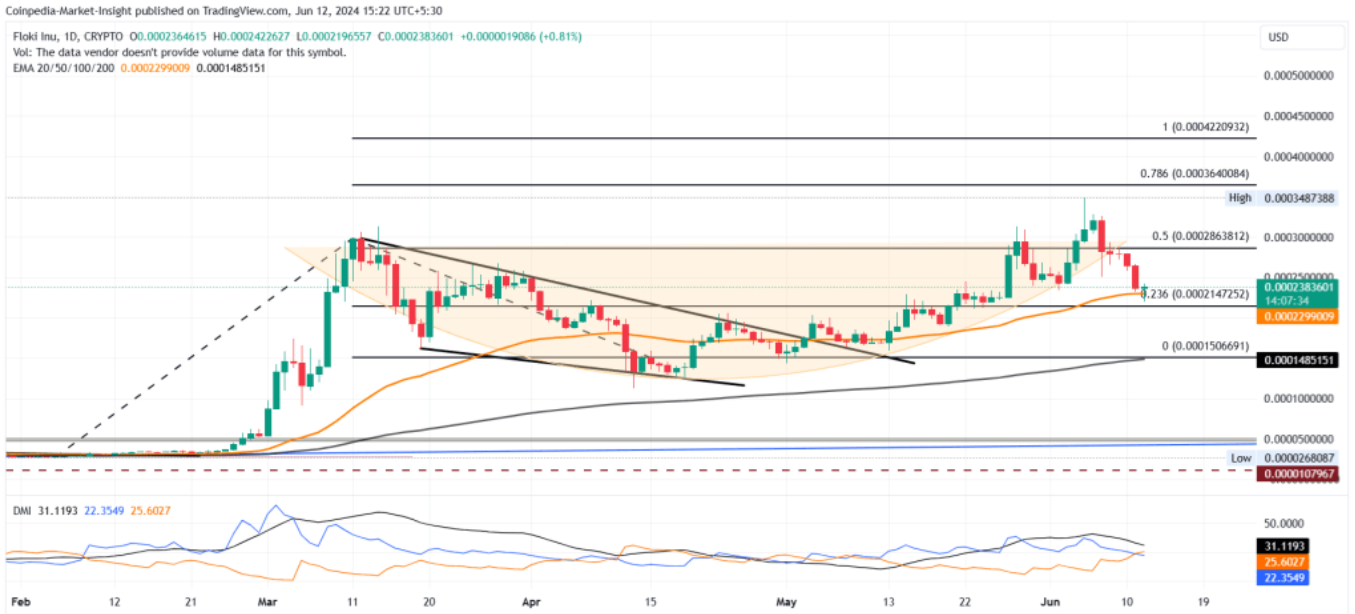 Coinpedia-Market-Insight published on TradingView.com, Jun 12, 2024 15:22 UTC+5:30
Floki Inu, 1D, CRYPTO O0.0002364615 H0.0002422627 L0.0002196557 C0.0002383601 +0.0000019086 (+0.81%)
USD
Vol: The data vendor doesn't provide volume data for this symbol.
EMA 20/50/100/200 0.0002299009 0.0001485151
0.0005000000
0.0004500000
1 (0.0004220932)
0.0004000000
0.786 (0.0003640084)
High 0.0003487388
0.5 (0.0002863812)
0.0003000000
0.0002500000
0.0002383601
0.236 (0.0002147252)
14:07:34
0.0002299009
0 (0.0001506691)
0.0001485151
0.0001000000
0.0000500000
Low 0.0000268087
0.0000107967
DMI 31.1193 22.3549 25.6027
50.0000
31.1193
25.6027
22.3549
Feb 12 21 Mar 11 20 Apr 15 May 13 22 Jun 10 19